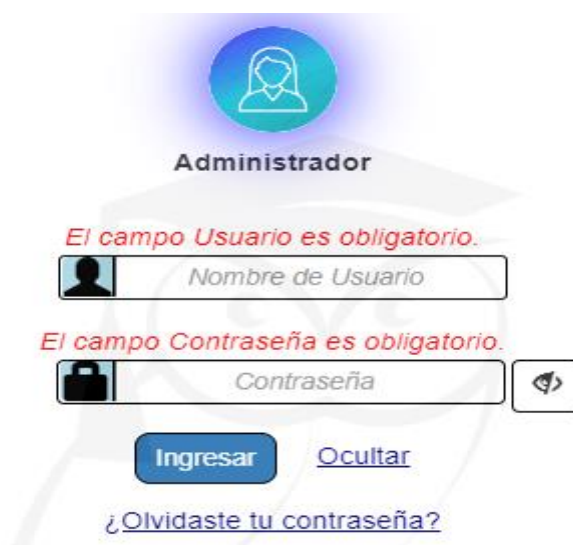 Administrador
El campo Usuario es obligatorio.
Nombre de Usuario
El campo Contraseña es obligatorio.
Contraseña
Ingresar Ocultar
¿Olvidaste tu contraseña?